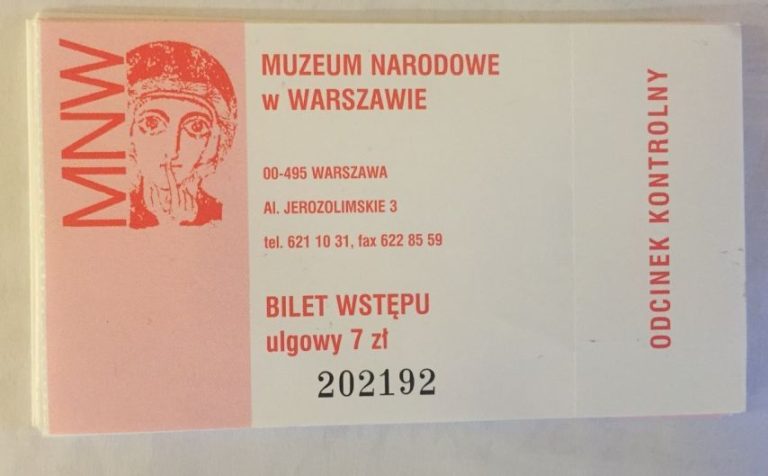 MNW
MUZEUM NARODOWE
w WARSZAWIE
00-495 WARSZAWA
Al. JEROZOLIMSKIE 3
tel. 621 10 31, fax 622 85 59
BILET WSTĘPU
ulgowy 7 zł
202192
ODCINEK KONTROLNY